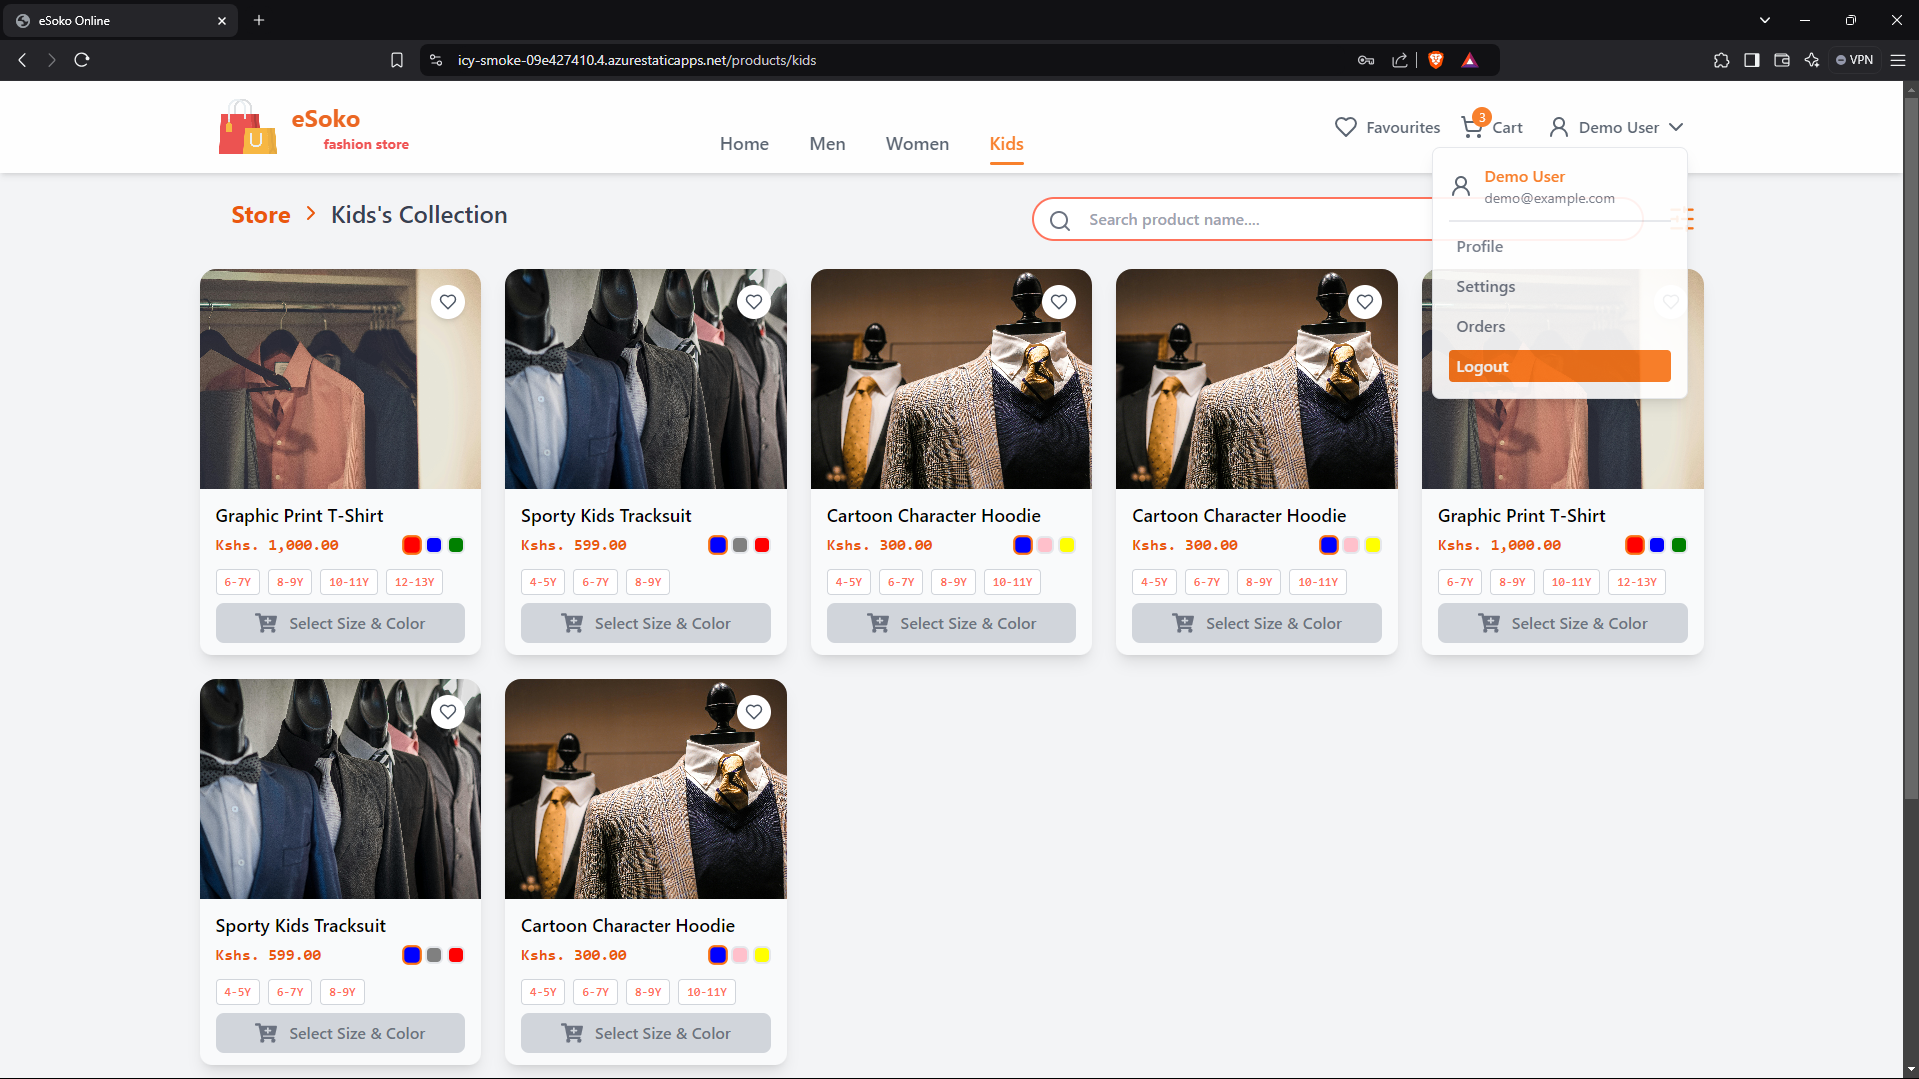 eSoko Online
icy-smoke-09e427410.4.azurestaticapps.net/products/kids
VPN
eSoko
fashion store
U
Home
Men
Women
Kids
Favourites
3
Cart
Demo User
Demo User
demo@example.com
Profile
Settings
Orders
Logout
Store
Kids's Collection
Search product name....
Graphic Print T-Shirt
Kshs. 1,000.00
6-7Y 8-9Y 10-11Y 12-13Y
Select Size & Color
Sporty Kids Tracksuit
Kshs. 599.00
4-5Y 6-7Y 8-9Y
Select Size & Color
Cartoon Character Hoodie
Kshs. 300.00
4-5Y 6-7Y 8-9Y 10-11Y
Select Size & Color
Cartoon Character Hoodie
Kshs. 300.00
4-5Y 6-7Y 8-9Y 10-11Y
Select Size & Color
Graphic Print T-Shirt
Kshs. 1,000.00
6-7Y 8-9Y 10-11Y 12-13Y
Select Size & Color
Sporty Kids Tracksuit
Kshs. 599.00
4-5Y 6-7Y 8-9Y
Select Size & Color
Cartoon Character Hoodie
Kshs. 300.00
4-5Y 6-7Y 8-9Y 10-11Y
Select Size & Color